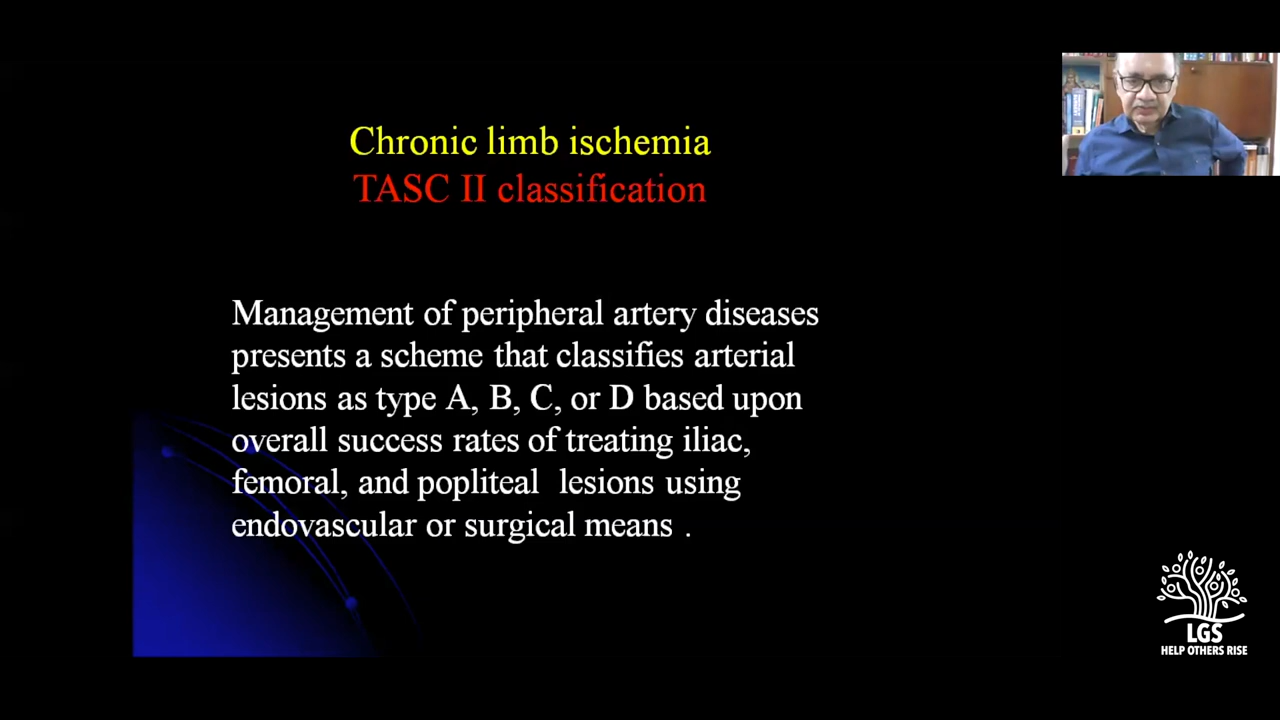 Chronic limb ischemia
TASC II classification
Management of peripheral artery diseases
presents a scheme that classifies arterial
lesions as type A, B, C, or D based upon
overall success rates of treating iliac,
femoral, and popliteal lesions using
endovascular or surgical means .
LGS
HELP OTHERS RISE